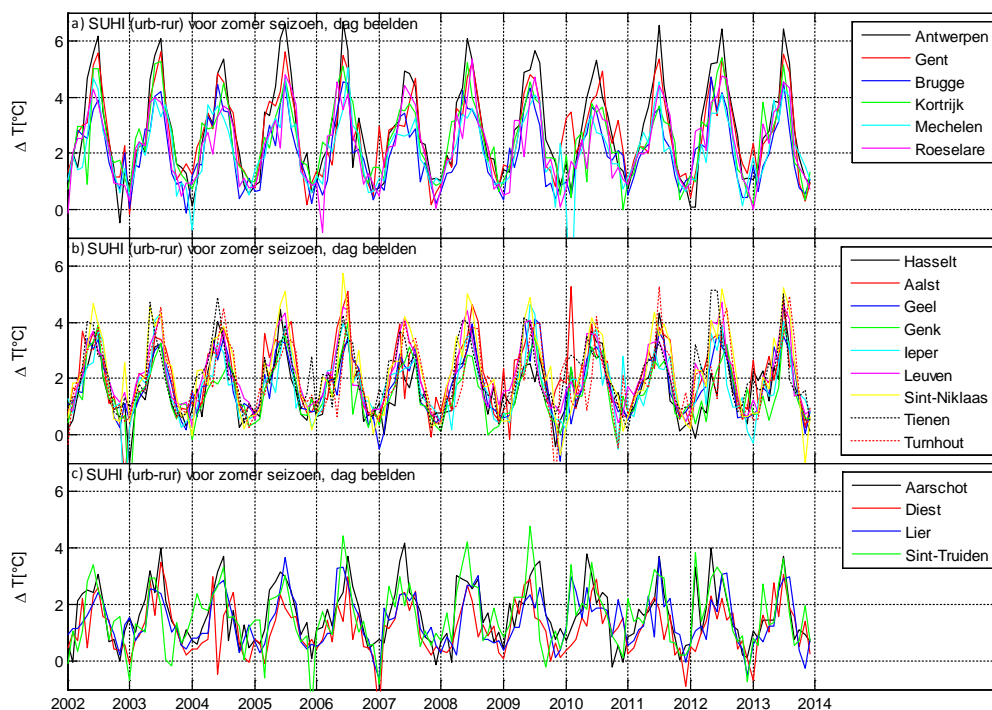 a) SUHI (urb-rur) voor zomer seizoen, dag beelden
6
4
2
0
Δ T[°C]
Antwerpen
Gent
Brugge
Kortrijk
Mechelen
Roeselare
b) SUHI (urb-rur) voor zomer seizoen, dag beelden
6
4
2
0
Δ T[°C]
Hasselt
Aalst
Geel
Genk
Ieper
Leuven
Sint-Niklaas
Tienen
Turnhout
c) SUHI (urb-rur) voor zomer seizoen, dag beelden
6
4
2
0
Δ T[°C]
Aarschot
Diest
Lier
Sint-Truiden
2002 2003 2004 2005 2006 2007 2008 2009 2010 2011 2012 2013 2014